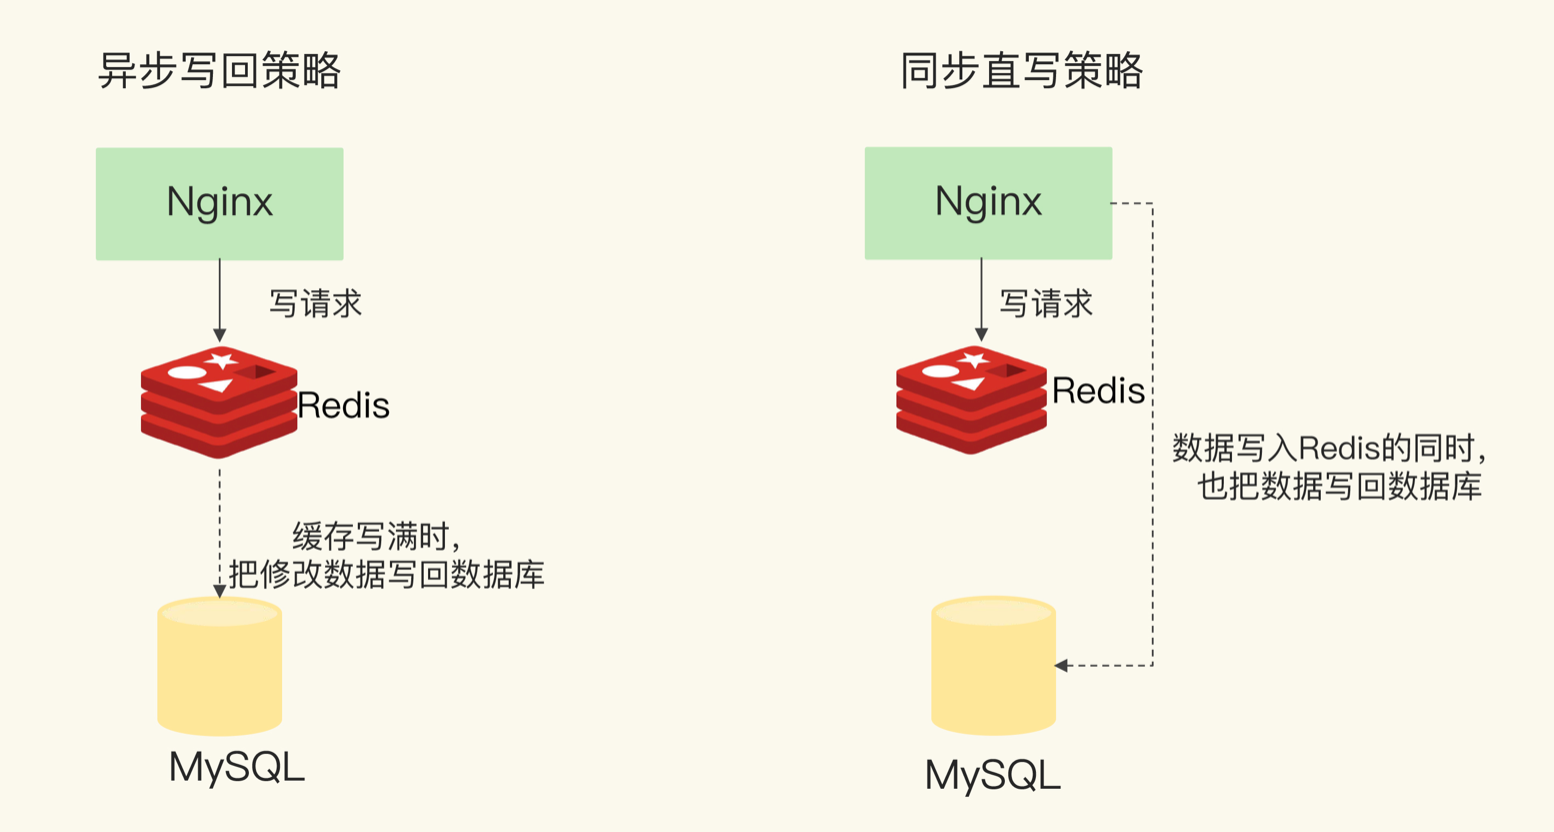 异步写回策略
Nginx
写请求
Redis
缓存写满时，
把修改数据写回数据库
MySQL
同步直写策略
Nginx
写请求
Redis
数据写入Redis的同时，
也把数据写回数据库
MySQL